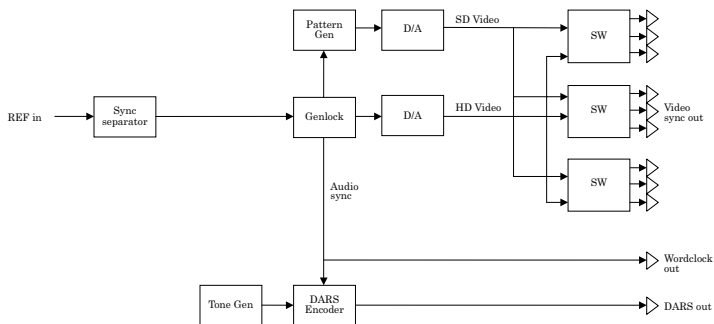 Pattern
Gen
D/A
SD Video
SW
REF in
Sync
separator
Genlock
D/A
HD Video
SW
Video
sync out
Audio
sync
SW
Wordclock
out
Tone Gen
DARS
Encoder
DARS out